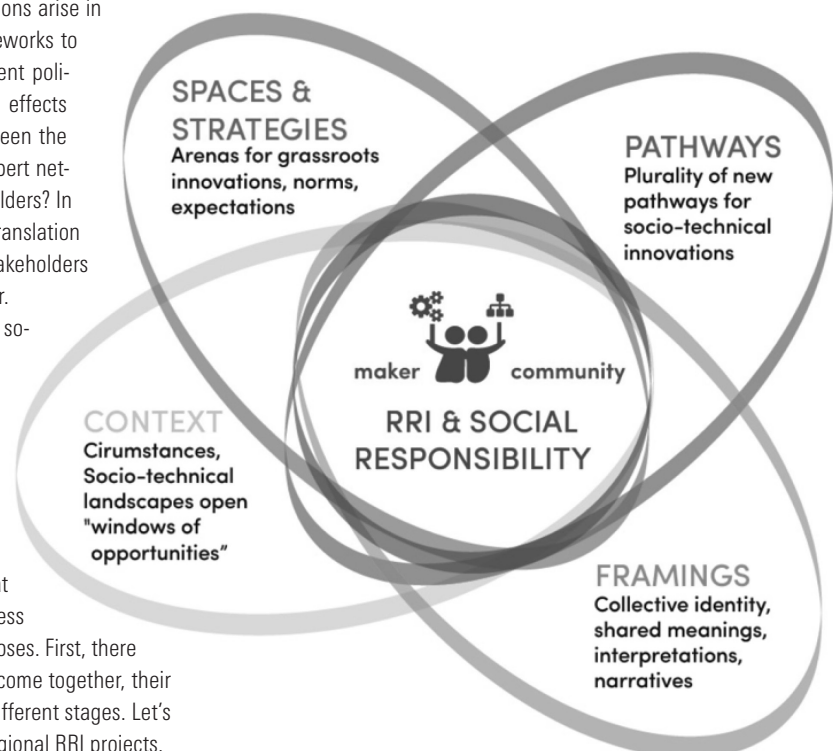 ions arise in
eworks to
ent poli-
effects
een the
pert net-
lders? In
ranslation
akeholders
r.
so-
ess
oses. First, there
come together, their
ifferent stages. Let's
gional RRI projects.
SPACES &
STRATEGIES
Arenas for grassroots
innovations, norms,
expectations
PATHWAYS
Plurality of new
pathways for
socio-technical
innovations
maker community
RRI & SOCIAL
RESPONSIBILITY
CONTEXT
Cirumstances,
Socio-technical
landscapes open
"windows of
opportunities”
FRAMINGS
Collective identity,
shared meanings,
interpretations,
narratives